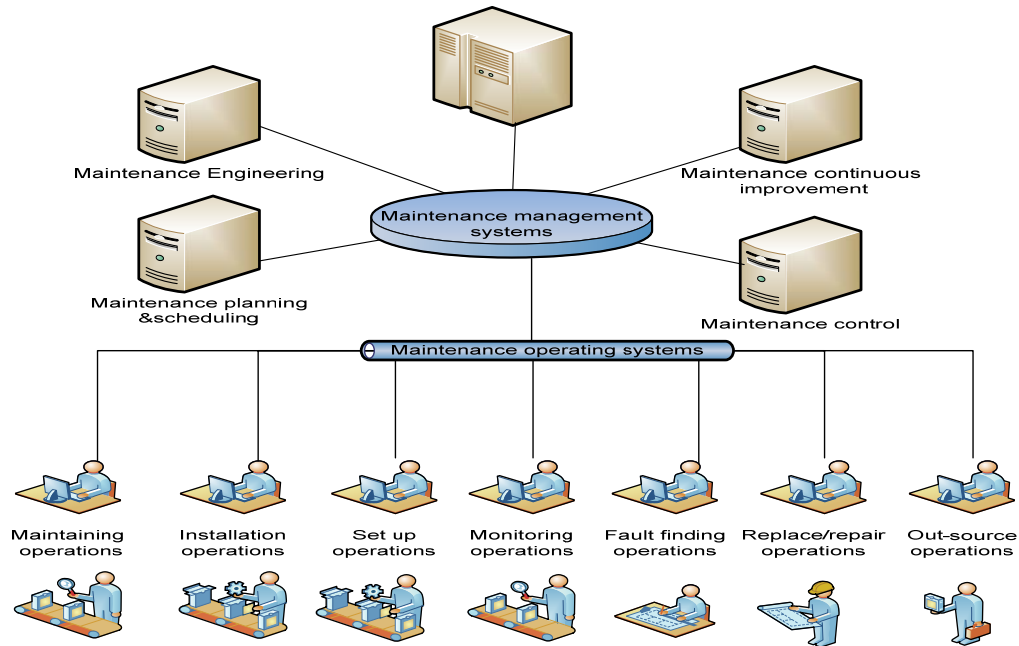 Maintenance Engineering
Maintenance continuous
improvement
Maintenance management
systems
Maintenance planning
&scheduling
Maintenance control
Maintenance operating systems
Maintaining
operations
Installation
operations
Set up
operations
Monitoring
operations
Fault finding
operations
Replace/repair
operations
Out-source
operations